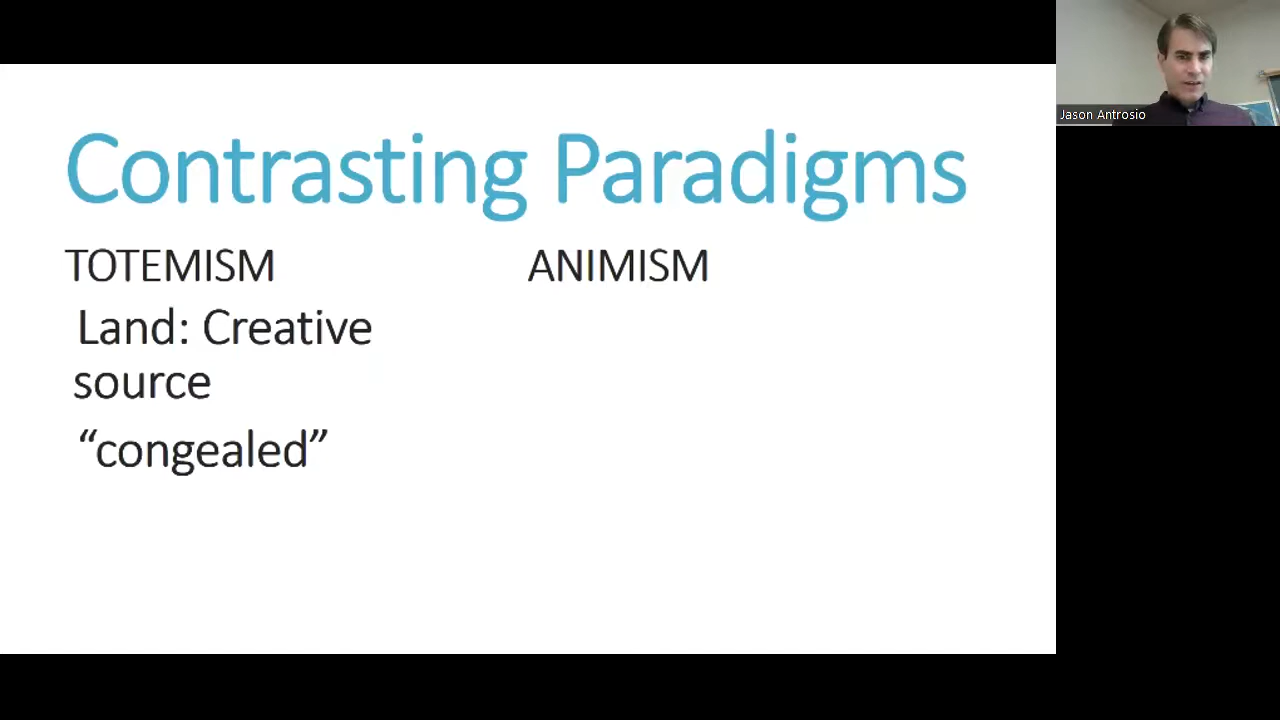 Contrasting Paradigms
TOTEMISM
Land: Creative
source
“congealed”
ANIMISM
Jason Antrosio